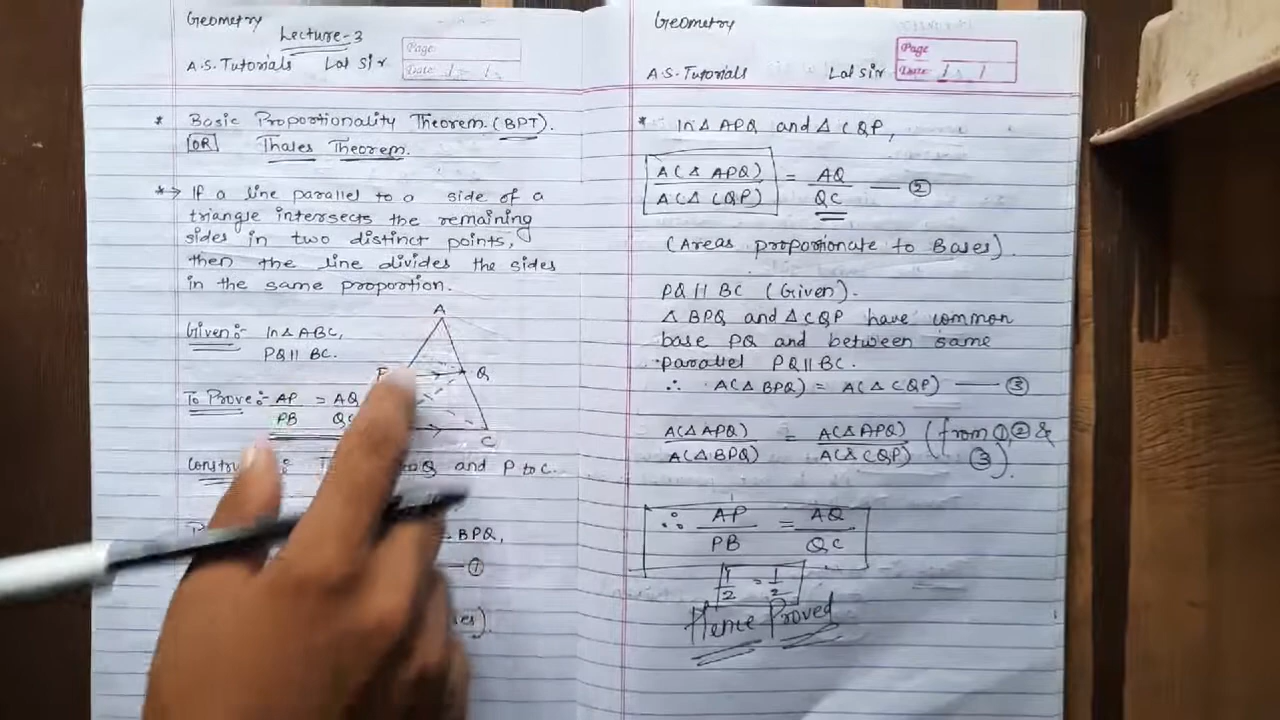 Geometry
Lecture-3
A.S. Tutorials Lal Sir
Page
Date
* Basic Proportionality Theorem. (BPT).
OR Thales Theorem.
*→ If a line parallel to a side of a
triangle intersects the remaining
sides in two distinct points,
then the line divides the sides
in the same proportion.
Given:- In Δ ABC,
PQ || BC.
A
P
Q
C
To Prove:- AP = AQ
PB
and P to C.
BPQ,
①
Geometry
A.S. Tutorials Lal Sir
Page
Date
* In Δ APQ and Δ CQP,
A(Δ APQ) = AQ — ②
A(Δ CQP) QC
(Areas proportionate to Bases).
PQ || BC (Given).
Δ BPQ and Δ CQP have common
base PQ and between same
parallel PQ || BC.
∴ A(Δ BPQ) = A(Δ CQP) — ③
A(Δ APQ) = A(Δ APQ) (from ① ② &
A(Δ BPQ) A(Δ CQP) ③).
∴ AP = AQ
PB QC
1/2 = 1/2
Hence Proved